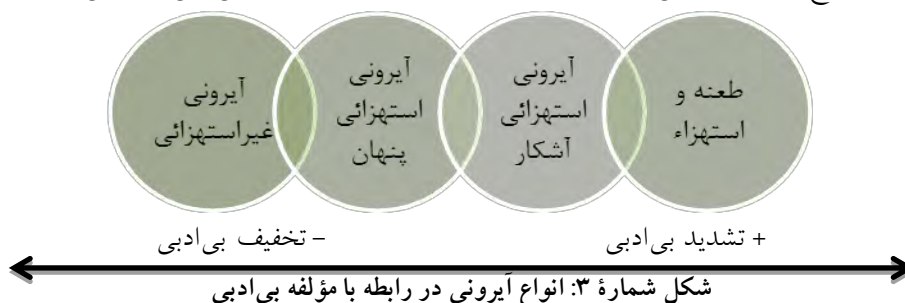 طعنه و
استهزاء
آیرونی
استهزائی
آشکار
آیرونی
استهزائی
پنهان
آیرونی
غیراستهزائی
+ تشدید بی‌ادبی
– تخفیف بی‌ادبی
شکل شمارۀ ۳: انواع آیرونی در رابطه با مؤلفه بی‌ادبی